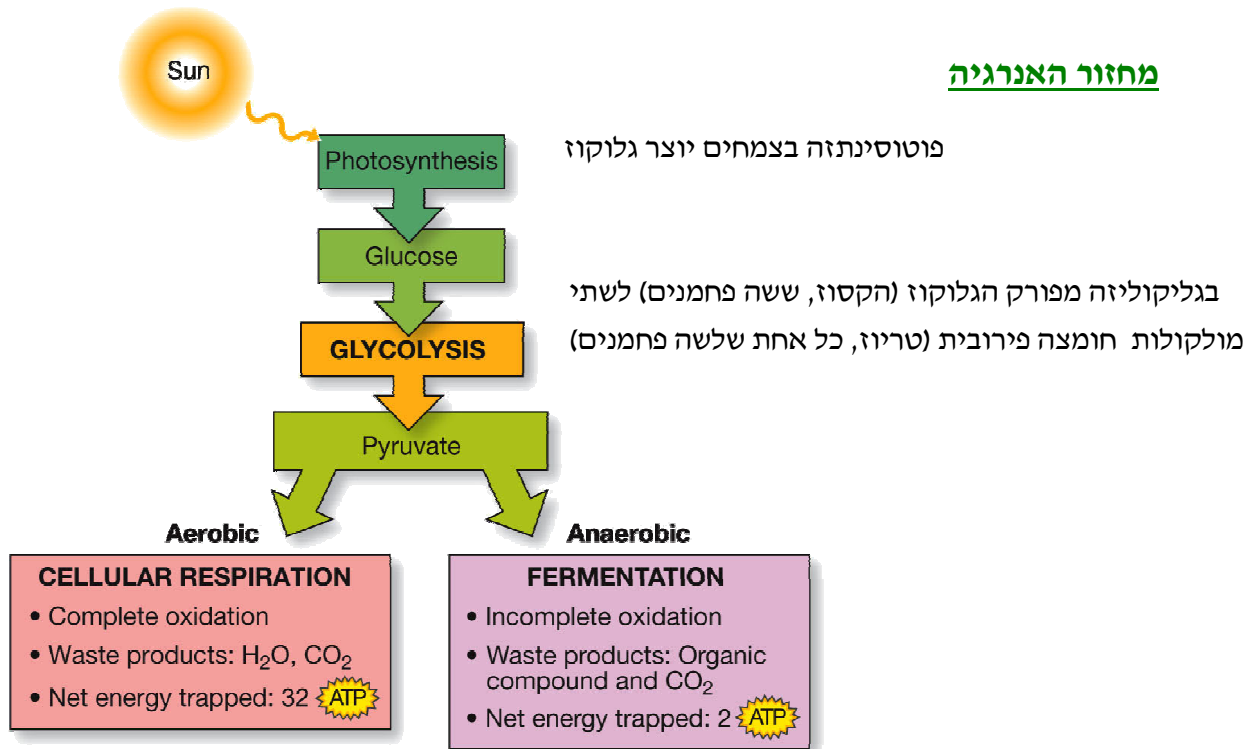 מחזור האנרגיה
Sun
פוטוסינתזה בצמחים יוצר גלוקוז
Photosynthesis
Glucose
בגליקוליזה מפורק הגלוקוז (הקסוז, ששה פחמנים) לשתי
מולקולות חומצה פירובית (טריוז, כל אחת שלשה פחמנים)
GLYCOLYSIS
Pyruvate
Aerobic
CELLULAR RESPIRATION
• Complete oxidation
• Waste products: H₂O, CO₂
• Net energy trapped: 32 ATP
Anaerobic
FERMENTATION
• Incomplete oxidation
• Waste products: Organic
compound and CO₂
• Net energy trapped: 2 ATP